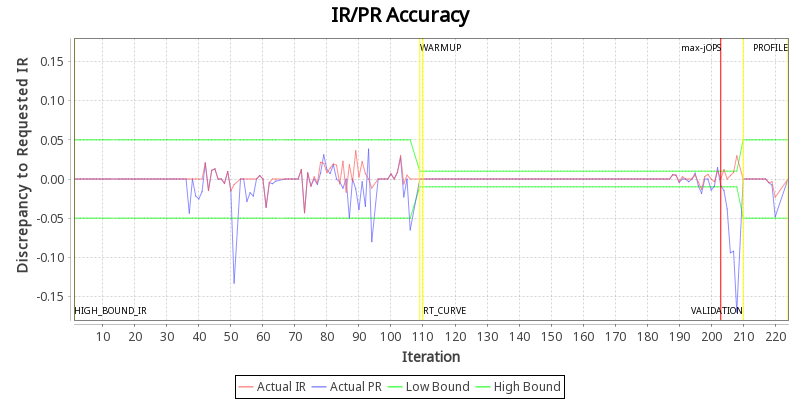 IR/PR Accuracy
Discrepancy to Requested IR
0.15
0.10
0.05
0.00
-0.05
-0.10
-0.15
WARMUP
max-jOPS
PROFILE
HIGH_BOUND_IR
RT_CURVE
VALIDATION
10 20 30 40 50 60 70 80 90 100 110 120 130 140 150 160 170 180 190 200 210 220
Iteration
Actual IR Actual PR Low Bound High Bound